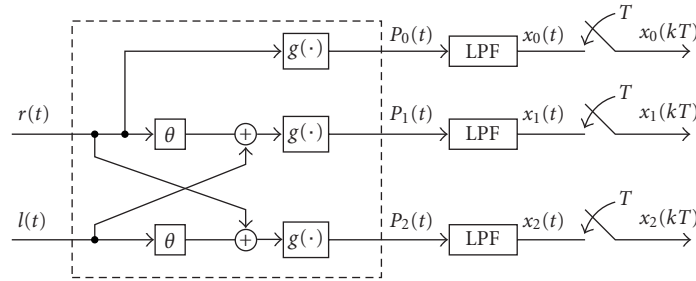 g(·) P₀(t) LPF x₀(t) T x₀(kT)
r(t) θ + g(·) P₁(t) LPF x₁(t) T x₁(kT)
l(t) θ + g(·) P₂(t) LPF x₂(t) T x₂(kT)